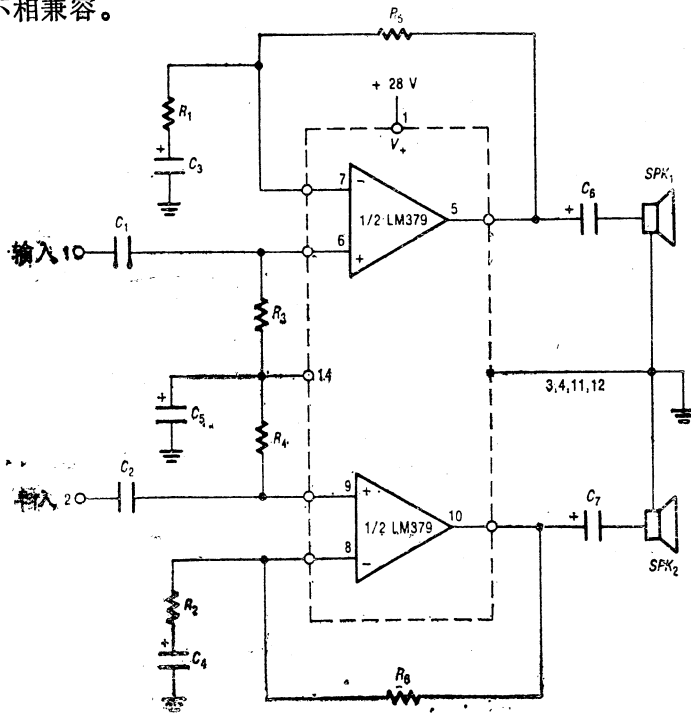 不相兼容。
R5
+ 28 V
1
V+
R1
+
C3
7
−
1/2 LM379
5
6
+
C6
+
SPK1
C1
输入 1
R3
14
3,4,11,12
+
C5
R4
C2
输入 2
9
+
1/2 LM379
10
8
−
C7
+
SPK2
R2
+
C4
R6